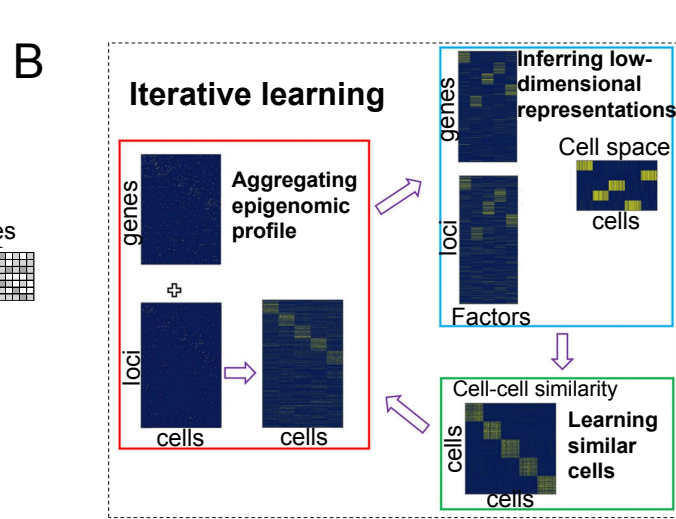 B
Iterative learning
genes
Aggregating
epigenomic
profile
loci
cells
cells
Inferring low-
dimensional
representations
genes
Cell space
cells
loci
Factors
Cell-cell similarity
cells
Learning
similar
cells
cells